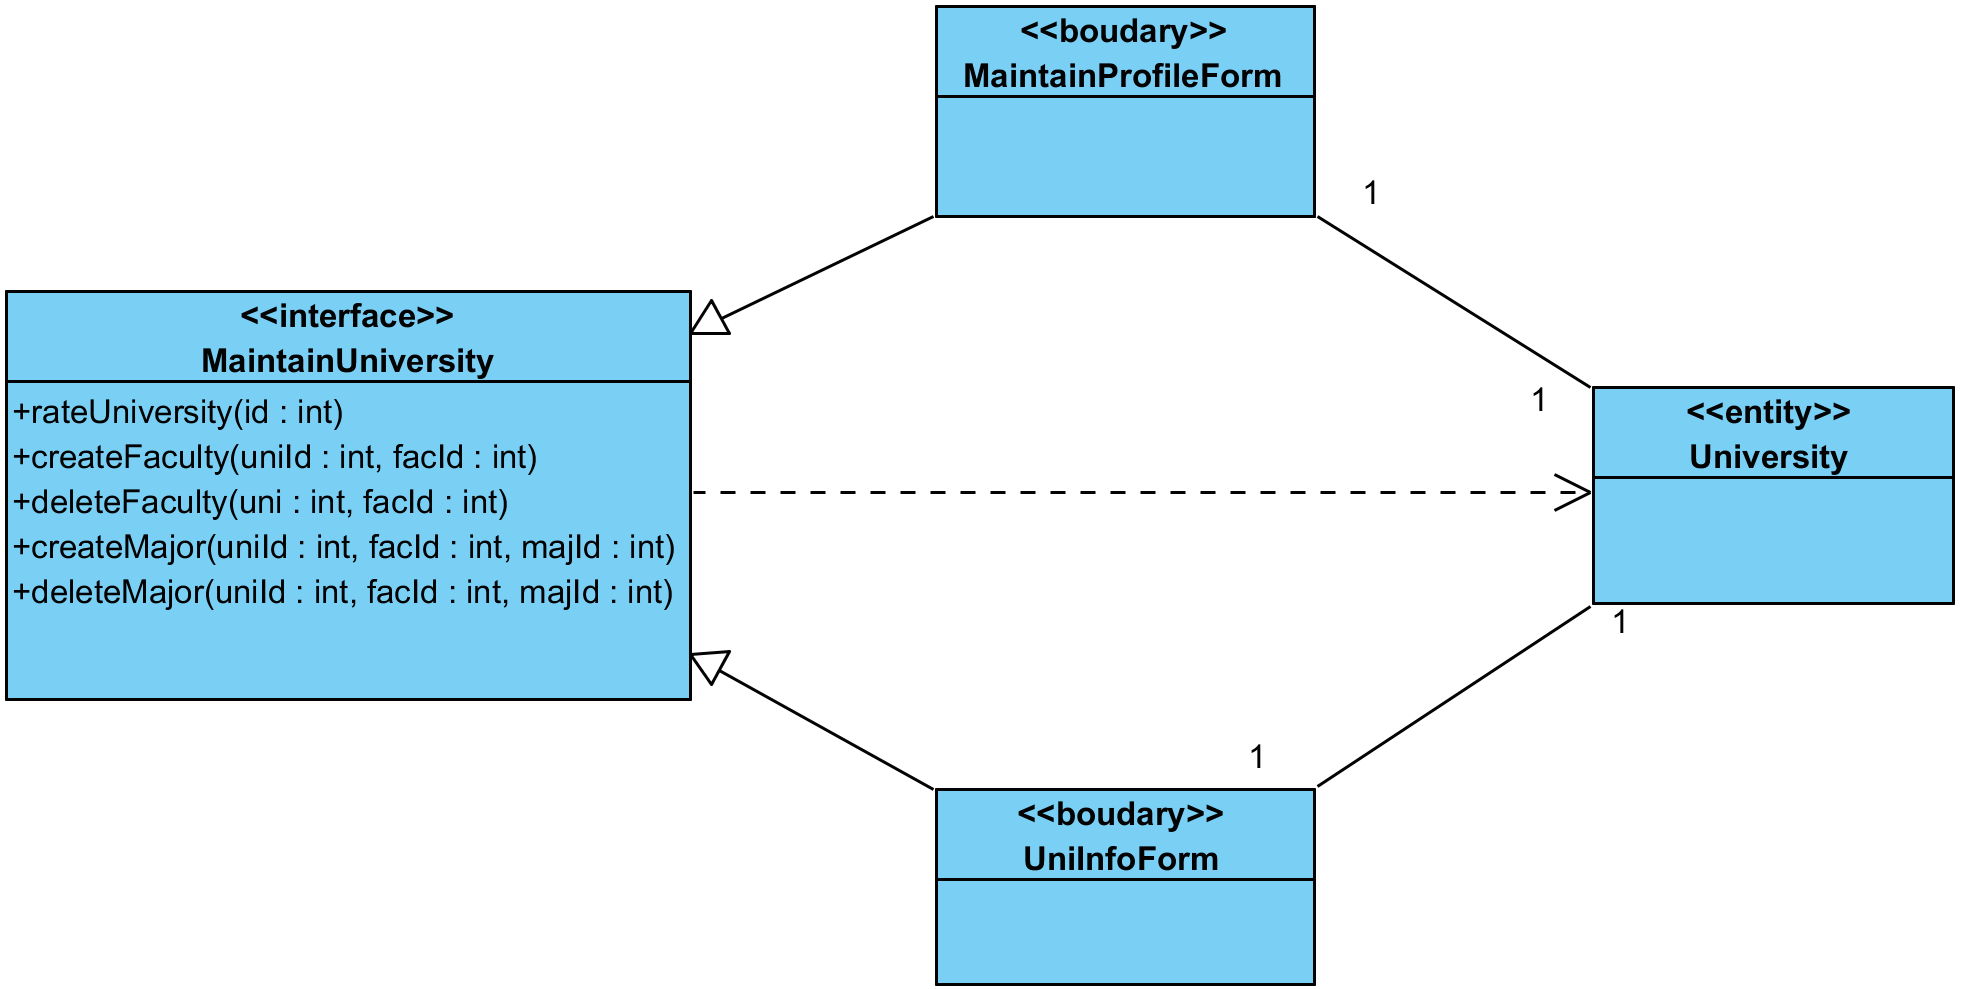 <<boudary>>
MaintainProfileForm
1
<<interface>>
MaintainUniversity
+rateUniversity(id : int)
+createFaculty(uniId : int, facId : int)
+deleteFaculty(uni : int, facId : int)
+createMajor(uniId : int, facId : int, majId : int)
+deleteMajor(uniId : int, facId : int, majId : int)
1
<<entity>>
University
1
1
<<boudary>>
UniInfoForm